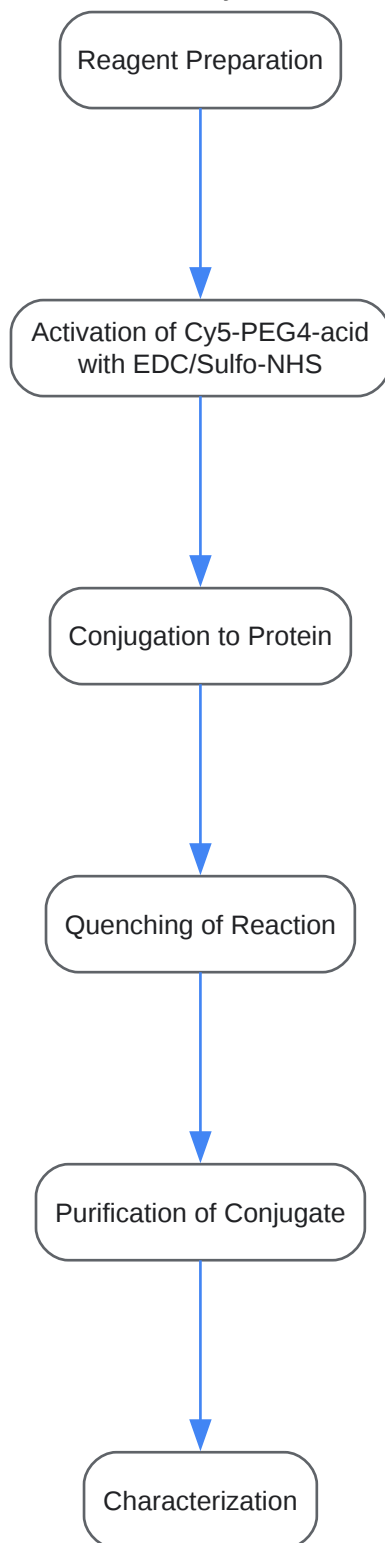 Reagent Preparation
Activation of Cy5-PEG4-acid
with EDC/Sulfo-NHS
Conjugation to Protein
Quenching of Reaction
Purification of Conjugate
Characterization